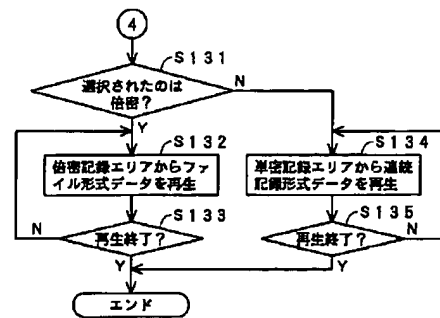 4
S131
選択されたのは
倍密？
N
Y
S132
倍密記録エリアからファ
イル形式データを再生
S134
単密記録エリアから連続
記録形式データを再生
S133
再生終了？
N
Y
S135
再生終了？
N
Y
エンド